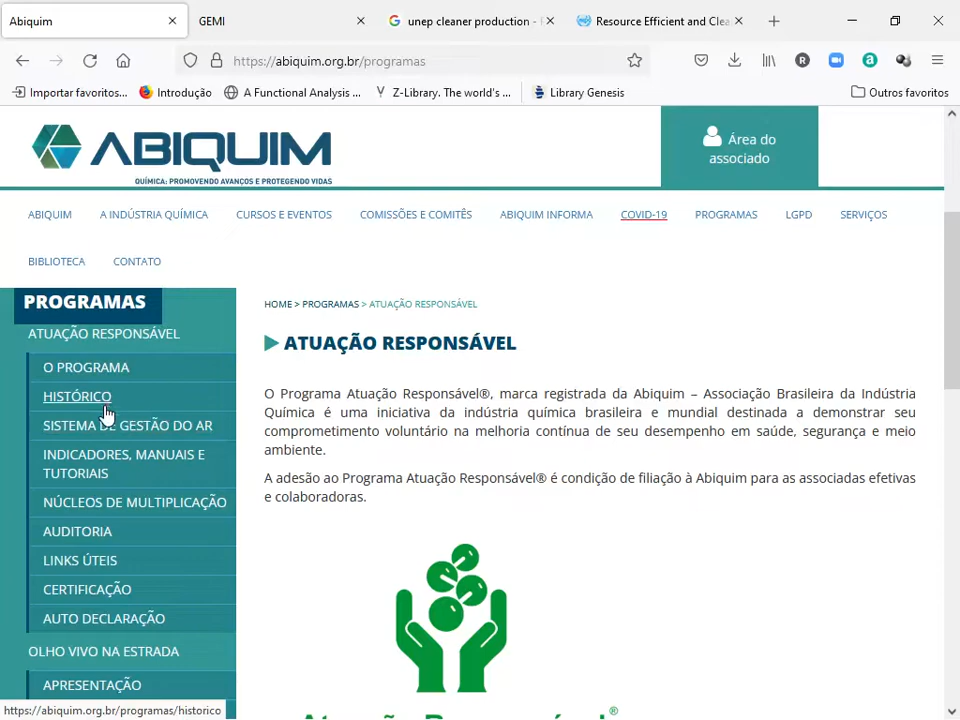 Abiquim
GEMI
unep cleaner production -
Resource Efficient and Clea
https://abiquim.org.br/programas
Importar favoritos...
Introdução
A Functional Analysis ...
Z-Library. The world's ...
Library Genesis
Outros favoritos
ABIQUIM
QUÍMICA: PROMOVENDO AVANÇOS E PROTEGENDO VIDAS
Área do
associado
ABIQUIM
A INDÚSTRIA QUÍMICA
CURSOS E EVENTOS
COMISSÕES E COMITÊS
ABIQUIM INFORMA
COVID-19
PROGRAMAS
LGPD
SERVIÇOS
BIBLIOTECA
CONTATO
PROGRAMAS
ATUAÇÃO RESPONSÁVEL
O PROGRAMA
HISTÓRICO
SISTEMA DE GESTÃO DO AR
INDICADORES, MANUAIS E
TUTORIAIS
NÚCLEOS DE MULTIPLICAÇÃO
AUDITORIA
LINKS ÚTEIS
CERTIFICAÇÃO
AUTO DECLARAÇÃO
OLHO VIVO NA ESTRADA
APRESENTAÇÃO
HOME > PROGRAMAS > ATUAÇÃO RESPONSÁVEL
ATUAÇÃO RESPONSÁVEL
O Programa Atuação Responsável®, marca registrada da Abiquim – Associação Brasileira da Indústria
Química é uma iniciativa da indústria química brasileira e mundial destinada a demonstrar seu
comprometimento voluntário na melhoria contínua de seu desempenho em saúde, segurança e meio
ambiente.
A adesão ao Programa Atuação Responsável® é condição de filiação à Abiquim para as associadas efetivas
e colaboradoras.
Atuação Responsável®
https://abiquim.org.br/programas/historico